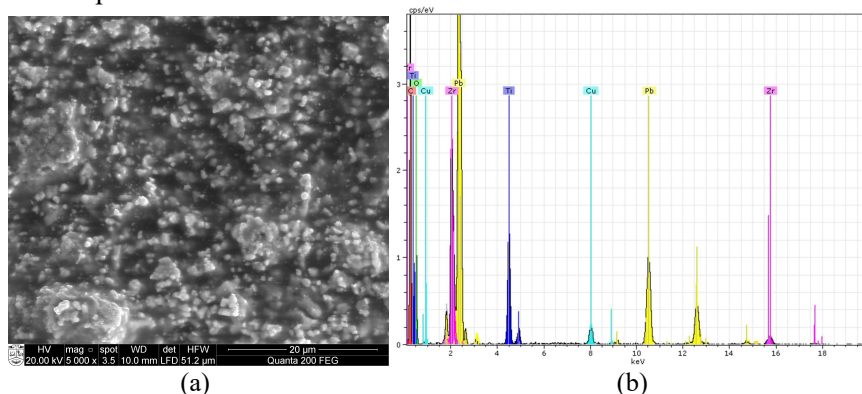 cps/eV
r
Ti
O
C
Cu
Zr
Pb
Ti
Cu
Pb
Zr
3
2
1
0
2
4
6
8
10
12
14
16
18
keV
HV
mag □
spot
WD
det
HFW
20 μm
20.00 kV
5 000 x
3.5
10.0 mm
LFD
51.2 μm
Quanta 200 FEG
(a)
(b)